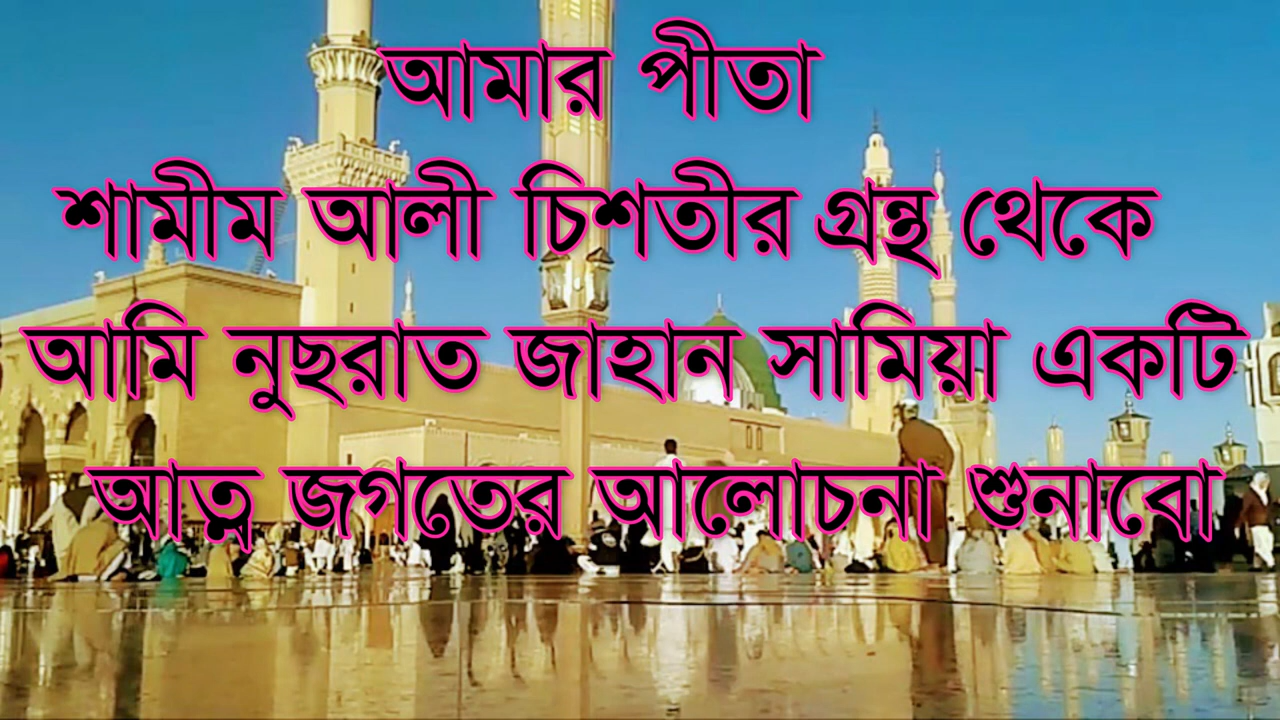 আমার পীতা
শামীম আলী চিশতীর গ্রন্থ থেকে
আমি নুছরাত জাহান সামিয়া একটি
আত্ন জগতের আলোচনা শুনাবো